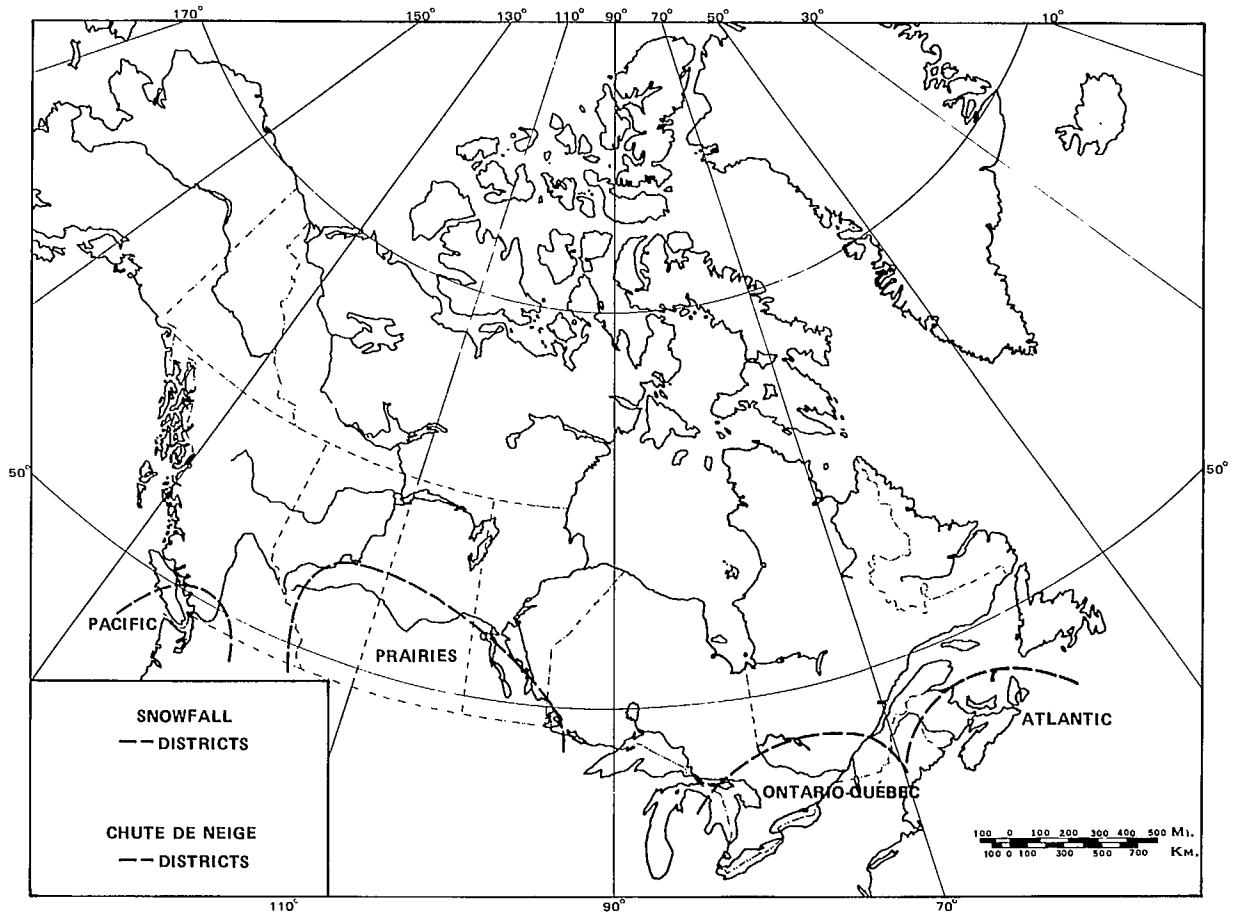 170° 150° 130° 110° 90° 70° 50° 30° 10°
50°
50°
PACIFIC
PRAIRIES
ATLANTIC
ONTARIO-QUÉBEC
SNOWFALL
DISTRICTS
CHUTE DE NEIGE
DISTRICTS
100 0 100 200 300 400 500 MI.
100 0 100 300 500 700 KM.
110° 90° 70°